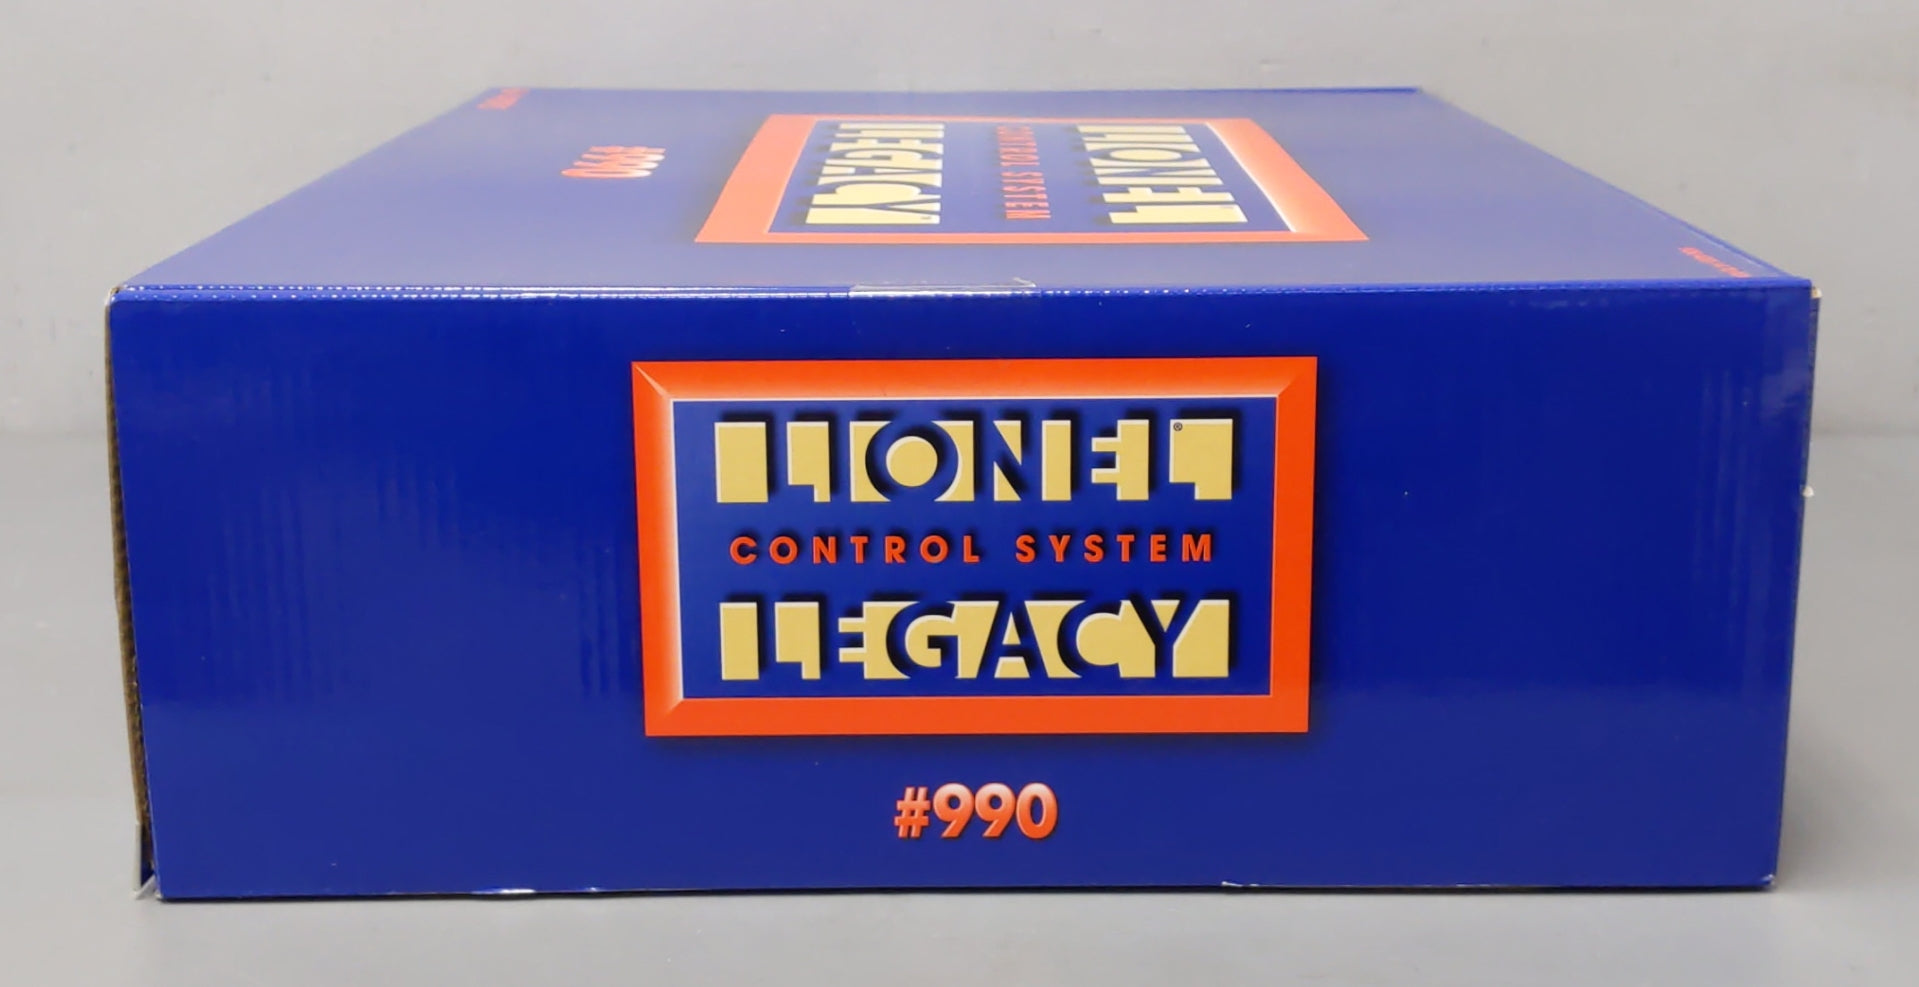 #990
LIONEL
CONTROL SYSTEM
LEGACY
LIONEL®
CONTROL SYSTEM
LEGACY
#990